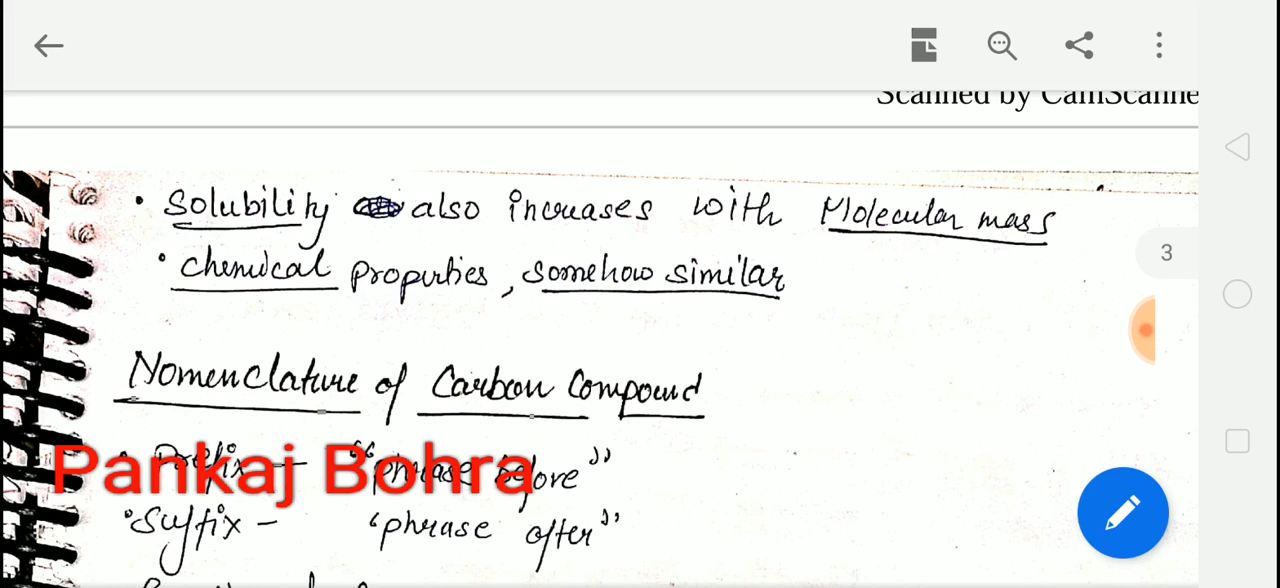 Scanned by CamScanne
• Solubility also increases with Molecular mass
• Chemical properties, somehow similar
3
Nomenclature of Carbon Compound
• Prefix - "phrase before"
Pankaj Bohra
• Suffix - "phrase after"